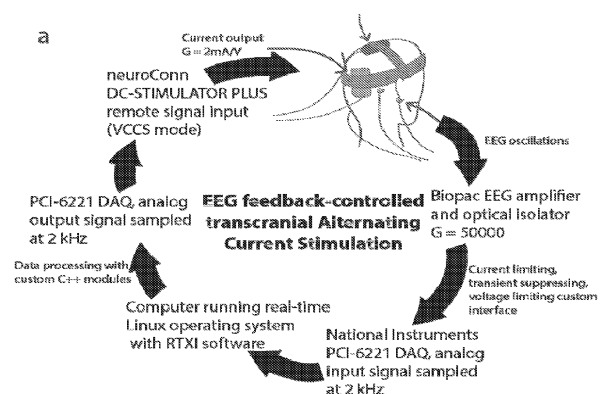 a
Current output
G = 2mA/V
neuroConn
DC-STIMULATOR PLUS
remote signal input
(VCCS mode)
EEG oscillations
PCI-6221 DAQ, analog
output signal sampled
at 2 kHz
EEG feedback-controlled
transcranial Alternating
Current Stimulation
Biopac EEG amplifier
and optical isolator
G = 50000
Data processing with
custom C++ modules
Current limiting,
transient suppressing,
voltage limiting custom
interface
Computer running real-time
Linux operating system
with RTXI software
National Instruments
PCI-6221 DAQ, analog
input signal sampled
at 2 kHz